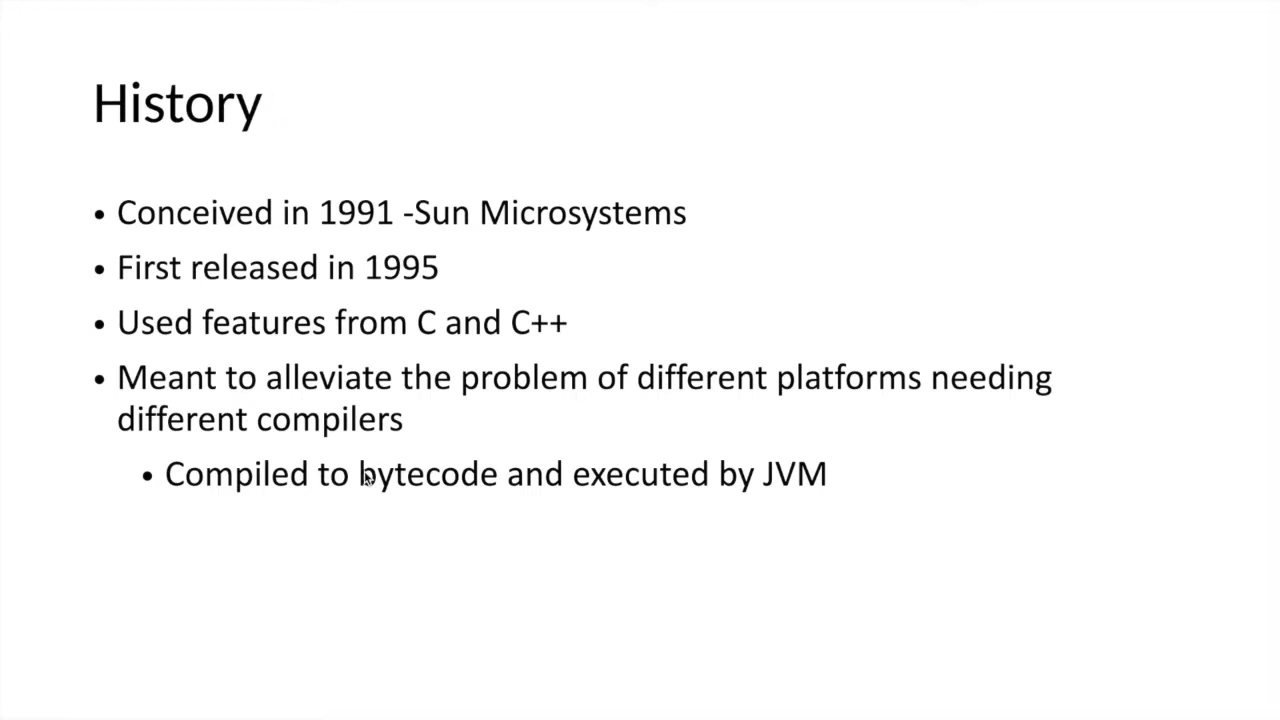 History
• Conceived in 1991 -Sun Microsystems
• First released in 1995
• Used features from C and C++
• Meant to alleviate the problem of different platforms needing
different compilers
• Compiled to bytecode and executed by JVM